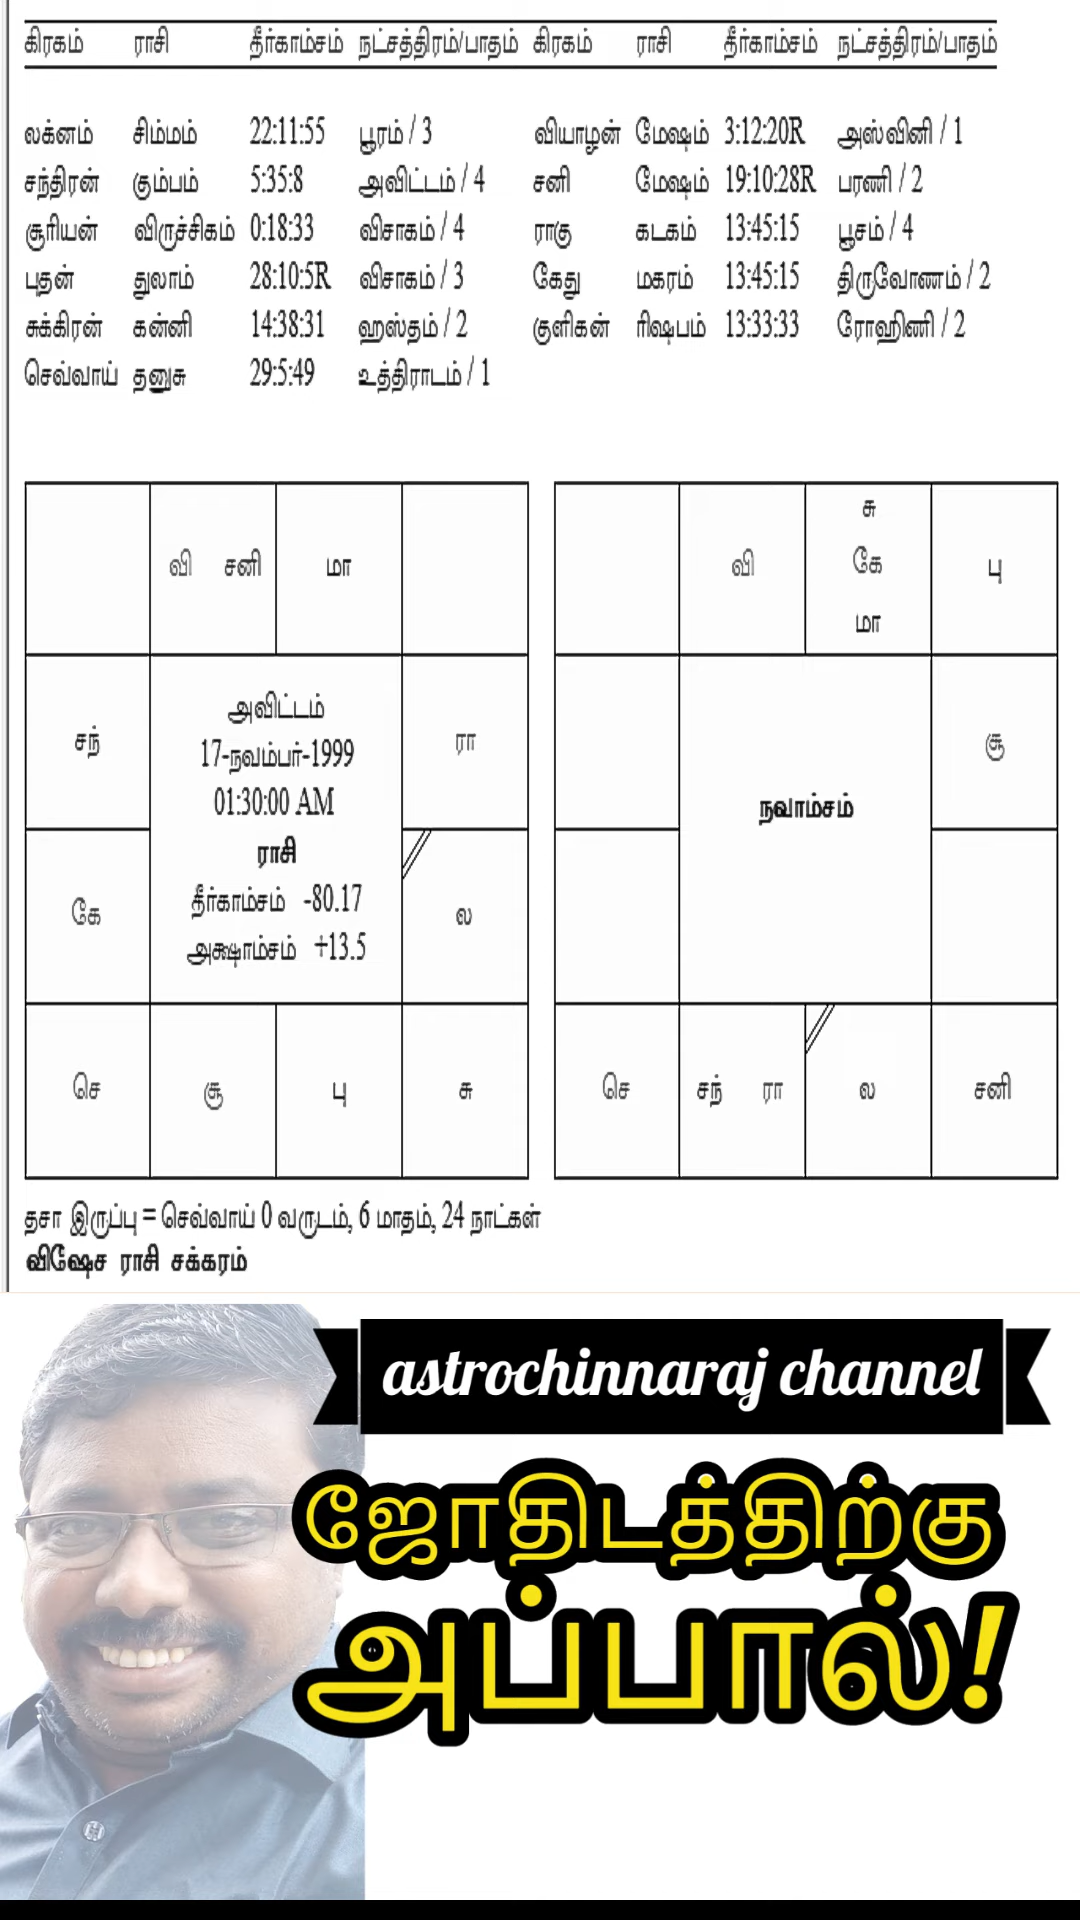 கிரகம் ராசி தீர்காம்சம் நட்சத்திரம்/பாதம் கிரகம் ராசி தீர்காம்சம் நட்சத்திரம்/பாதம்
லக்னம் சிம்மம் 22:11:55 பூரம் / 3 வியாழன் மேஷம் 3:12:20R அஸ்வினி / 1
சந்திரன் கும்பம் 5:35:8 அவிட்டம் / 4 சனி மேஷம் 19:10:28R பரணி / 2
சூரியன் விருச்சிகம் 0:18:33 விசாகம் / 4 ராகு கடகம் 13:45:15 பூசம் / 4
புதன் துலாம் 28:10:5R விசாகம் / 3 கேது மகரம் 13:45:15 திருவோணம் / 2
சுக்கிரன் கன்னி 14:38:31 ஹஸ்தம் / 2 குளிகன் ரிஷபம் 13:33:33 ரோஹிணி / 2
செவ்வாய் தனுசு 29:5:49 உத்திராடம் / 1
வி சனி மா
சந்
ரா
கே
ல
அவிட்டம்
17-நவம்பர்-1999
01:30:00 AM
ராசி
தீர்காம்சம் -80.17
அக்ஷாம்சம் +13.5
செ சூ பு சு
வி
சு
கே
மா
பு
சூ
நவாம்சம்
செ சந் ரா ல சனி
தசா இருப்பு = செவ்வாய் 0 வருடம், 6 மாதம், 24 நாட்கள்
விஷேச ராசி சக்கரம்
astrochinnaraj channel
ஜோதிடத்திற்கு
அப்பால்!